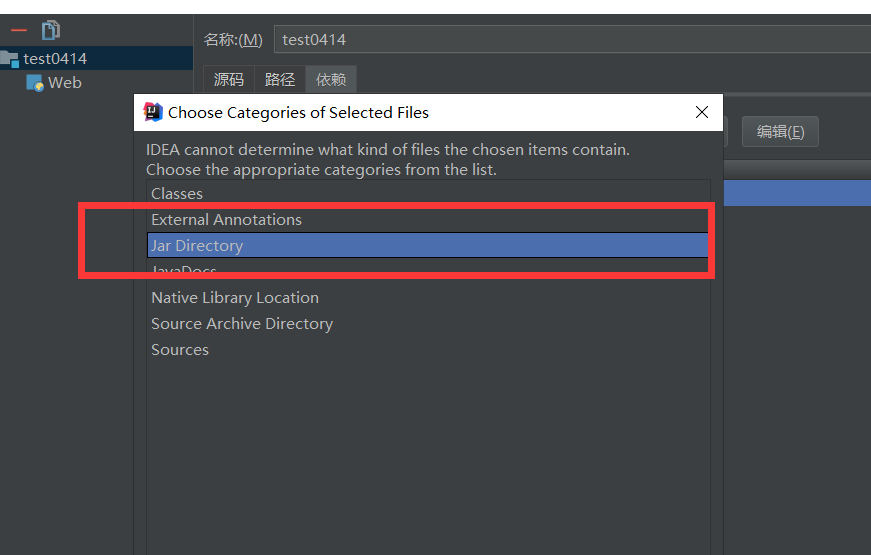 名称:(M) test0414
test0414
Web
源码 路径 依赖
Choose Categories of Selected Files
编辑(E)
IDEA cannot determine what kind of files the chosen items contain.
Choose the appropriate categories from the list.
Classes
External Annotations
Jar Directory
JavaDocs
Native Library Location
Source Archive Directory
Sources